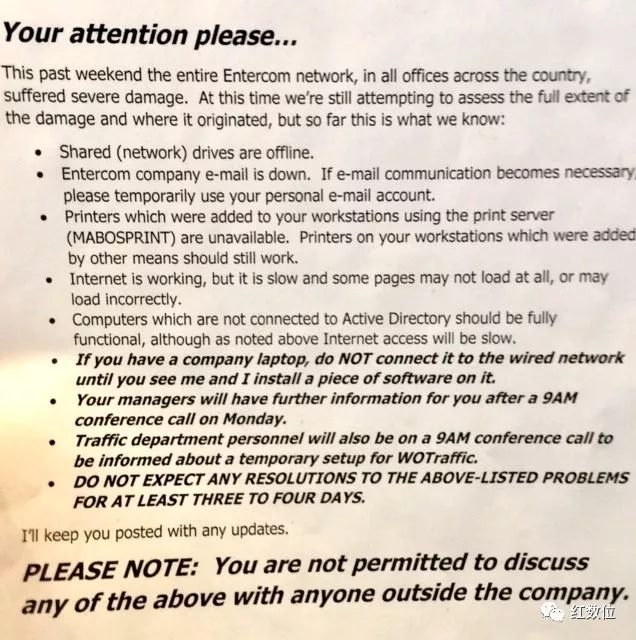 Your attention please...
This past weekend the entire Entercom network, in all offices across the country,
suffered severe damage. At this time we're still attempting to assess the full extent of
the damage and where it originated, but so far this is what we know:
• Shared (network) drives are offline.
• Entercom company e-mail is down. If e-mail communication becomes necessary,
please temporarily use your personal e-mail account.
• Printers which were added to your workstations using the print server
(MABOSPRINT) are unavailable. Printers on your workstations which were added
by other means should still work.
• Internet is working, but it is slow and some pages may not load at all, or may
load incorrectly.
• Computers which are not connected to Active Directory should be fully
functional, although as noted above Internet access will be slow.
• If you have a company laptop, do NOT connect it to the wired network
until you see me and I install a piece of software on it.
• Your managers will have further information for you after a 9AM
conference call on Monday.
• Traffic department personnel will also be on a 9AM conference call to
be informed about a temporary setup for WOTraffic.
• DO NOT EXPECT ANY RESOLUTIONS TO THE ABOVE-LISTED PROBLEMS
FOR AT LEAST THREE TO FOUR DAYS.
I'll keep you posted with any updates.
PLEASE NOTE: You are not permitted to discuss
any of the above with anyone outside the company.
红数位